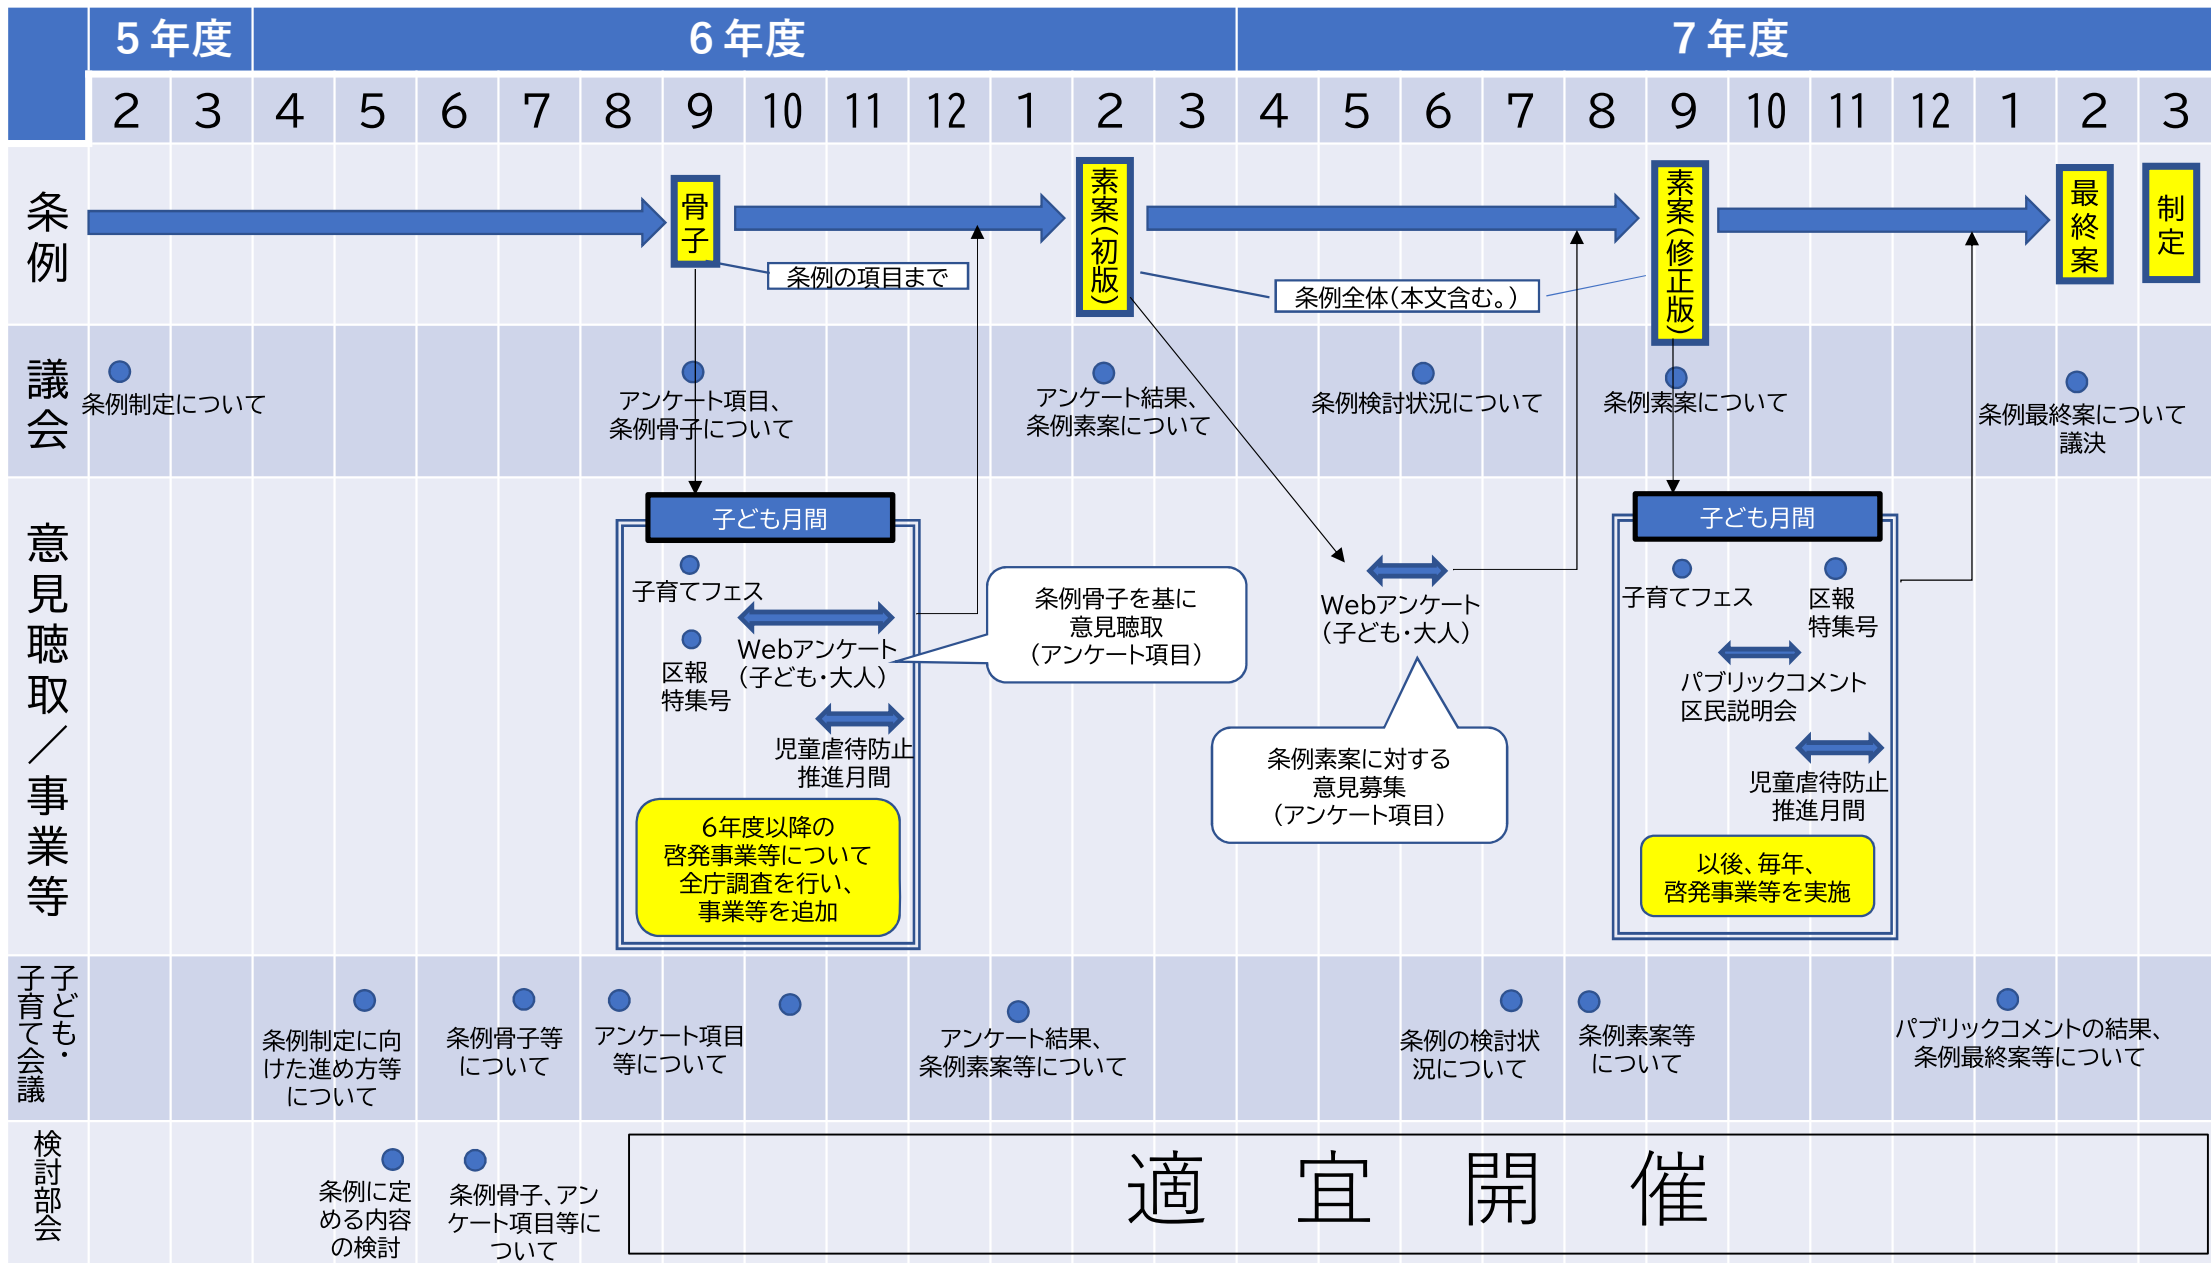 5年度
6年度
7年度
2 3 4 5 6 7 8 9 10 11 12 1 2 3 4 5 6 7 8 9 10 11 12 1 2 3
条例
骨子
素案(初版)
素案(修正版)
最終案
制定
条例の項目まで
条例全体(本文含む。)
議会
条例制定について
アンケート項目、
条例骨子について
アンケート結果、
条例素案について
条例検討状況について
条例素案について
条例最終案について
議決
意見聴取／事業等
子ども月間
子育てフェス
区報
特集号
Webアンケート
(子ども・大人)
児童虐待防止
推進月間
6年度以降の
啓発事業等について
全庁調査を行い、
事業等を追加
条例骨子を基に
意見聴取
(アンケート項目)
Webアンケート
(子ども・大人)
条例素案に対する
意見募集
(アンケート項目)
子ども月間
子育てフェス
区報
特集号
パブリックコメント
区民説明会
児童虐待防止
推進月間
以後、毎年、
啓発事業等を実施
子ども・
子育て会議
条例制定に向
けた進め方等
について
条例骨子等
について
アンケート項目
等について
アンケート結果、
条例素案等について
条例の検討状
況について
条例素案等
について
パブリックコメントの結果、
条例最終案等について
検討部会
条例に定
める内容
の検討
条例骨子、アン
ケート項目等に
ついて
適宜開催